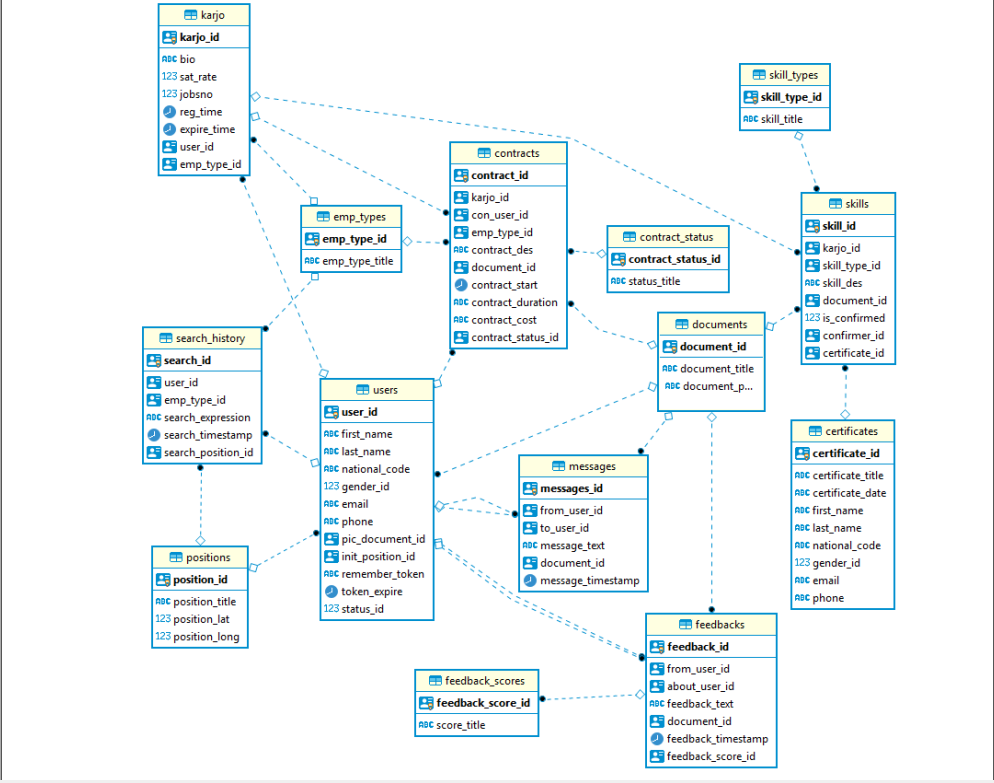 karjo
karjo_id
ABC bio
123 sat_rate
123 jobsno
reg_time
expire_time
user_id
emp_type_id
skill_types
skill_type_id
ABC skill_title
contracts
contract_id
karjo_id
con_user_id
emp_type_id
ABC contract_des
document_id
contract_start
ABC contract_duration
ABC contract_cost
contract_status_id
emp_types
emp_type_id
ABC emp_type_title
contract_status
contract_status_id
ABC status_title
skills
skill_id
karjo_id
skill_type_id
ABC skill_des
document_id
123 is_confirmed
confirmer_id
certificate_id
documents
document_id
ABC document_title
ABC document_p...
search_history
search_id
user_id
emp_type_id
ABC search_expression
search_timestamp
search_position_id
users
user_id
ABC first_name
ABC last_name
ABC national_code
123 gender_id
ABC email
ABC phone
pic_document_id
init_position_id
ABC remember_token
token_expire
123 status_id
certificates
certificate_id
ABC certificate_title
ABC certificate_date
ABC first_name
ABC last_name
ABC national_code
123 gender_id
ABC email
ABC phone
messages
messages_id
from_user_id
to_user_id
ABC message_text
document_id
message_timestamp
positions
position_id
ABC position_title
123 position_lat
123 position_long
feedbacks
feedback_id
from_user_id
about_user_id
ABC feedback_text
document_id
feedback_timestamp
feedback_score_id
feedback_scores
feedback_score_id
ABC score_title